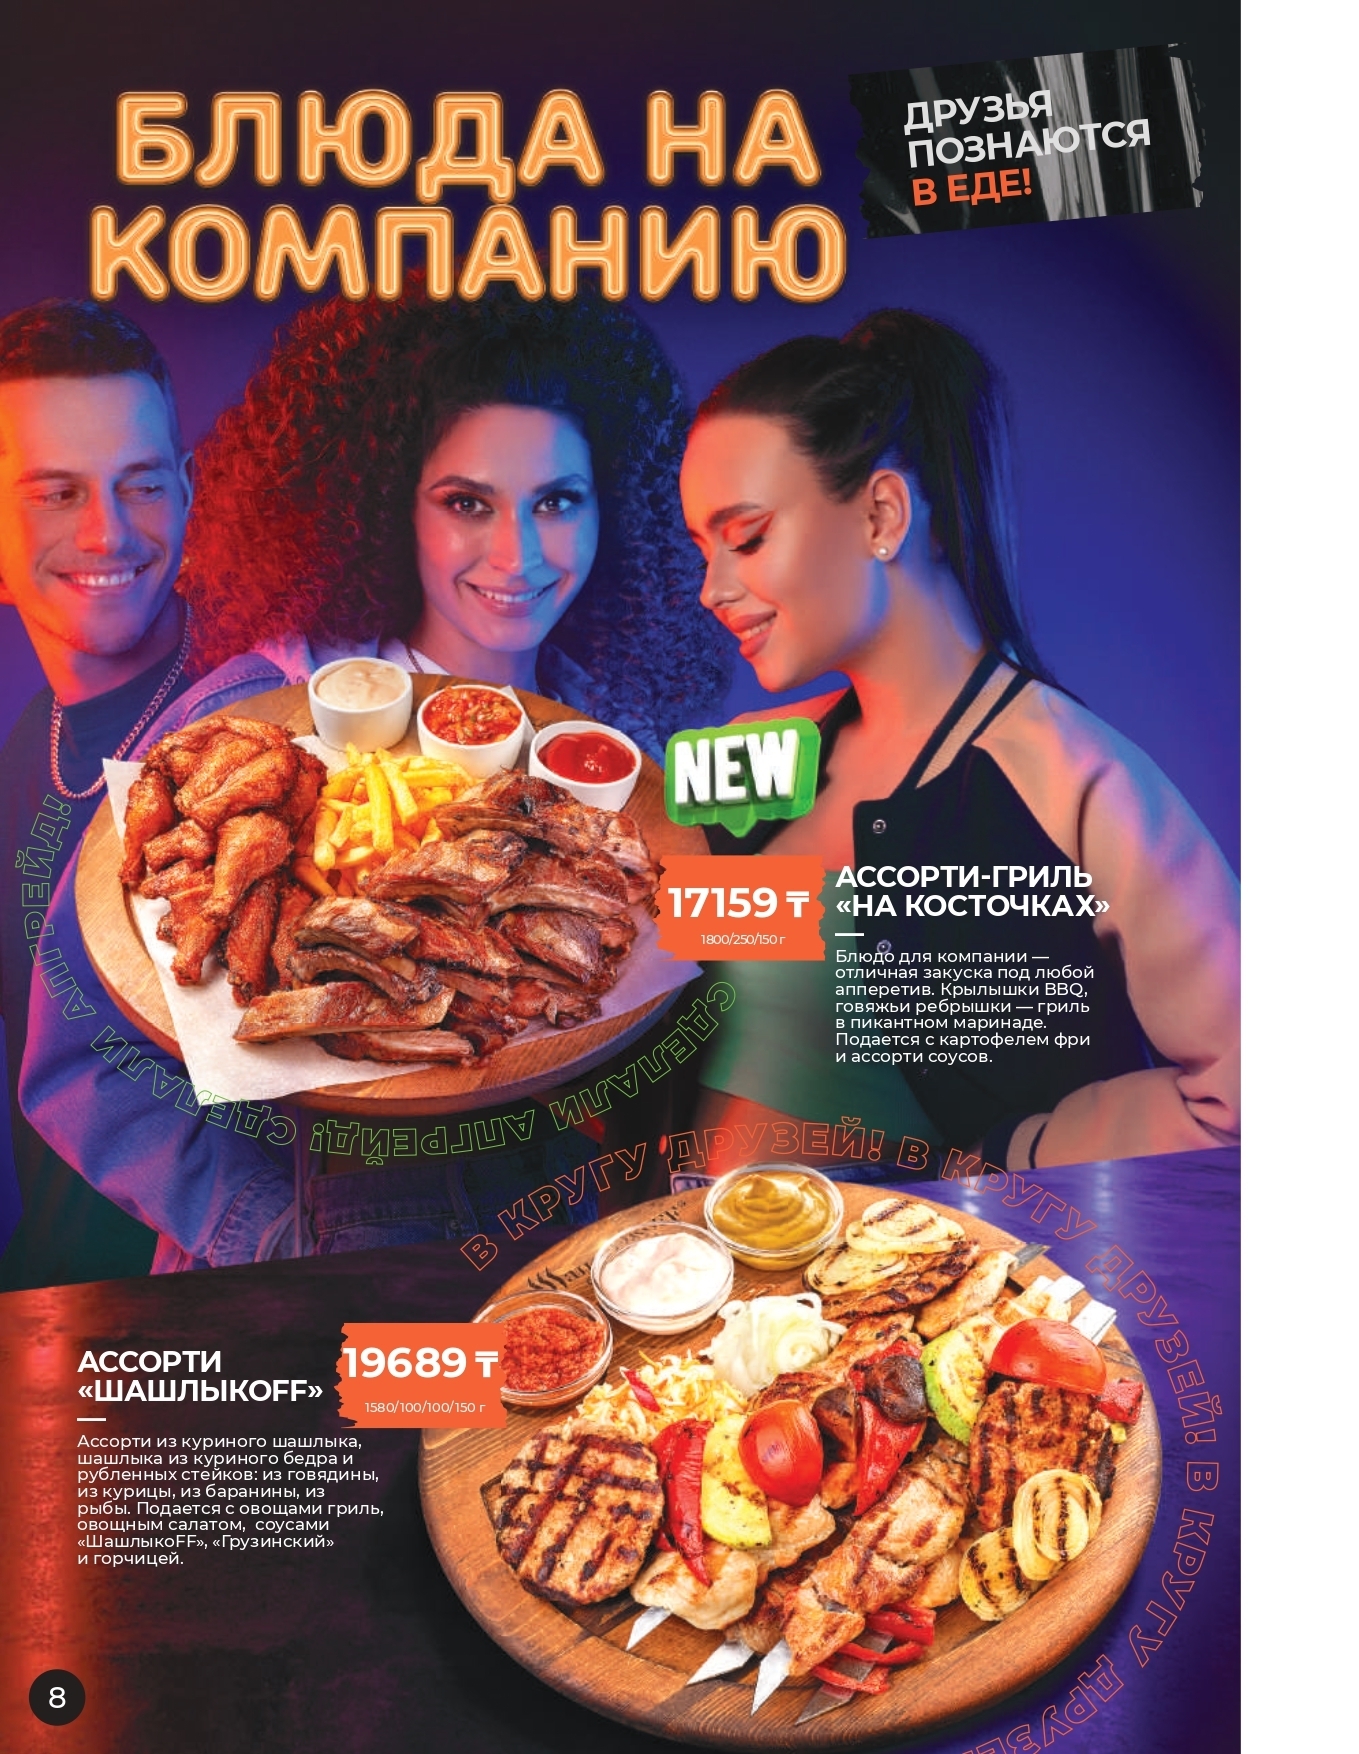 БЛЮДА НА
КОМПАНИЮ
ДРУЗЬЯ
ПОЗНАЮТСЯ
В ЕДЕ!
NEW
17159 ₸
1800/250/150 г
АССОРТИ-ГРИЛЬ
«НА КОСТОЧКАХ»
Блюдо для компании —
отличная закуска под любой
апперетив. Крылышки BBQ,
говяжьи ребрышки — гриль
в пикантном маринаде.
Подается с картофелем фри
и ассорти соусов.
СДЕЛАЛИ АПГРЕЙД! СДЕЛАЛИ АПГРЕЙД!
В КРУГУ ДРУЗЕЙ! В КРУГУ ДРУЗЕЙ! В КРУГУ ДРУЗЕ
19689 ₸
1580/100/100/150 г
АССОРТИ
«ШАШЛЫКОFF»
Ассорти из куриного шашлыка,
шашлыка из куриного бедра и
рубленных стейков: из говядины,
из курицы, из баранины, из
рыбы. Подается с овощами гриль,
овощным салатом, соусами
«ШашлыкоFF», «Грузинский»
и горчицей.
8